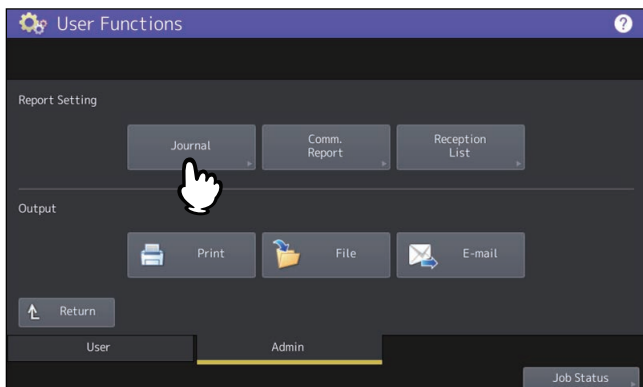 User Functions
?
Report Setting
Journal
Comm.
Report
Reception
List
Output
Print
File
E-mail
Return
User
Admin
Job Status